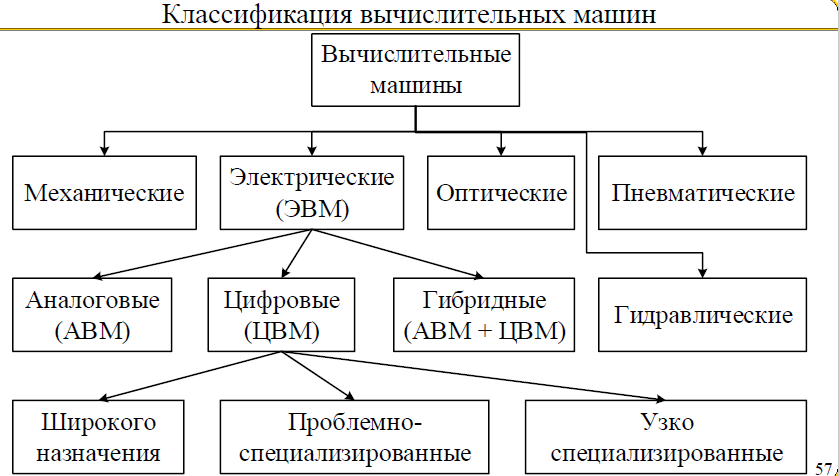 Классификация вычислительных машин
Вычислительные
машины
Механические
Электрические
(ЭВМ)
Оптические
Пневматические
Аналоговые
(АВМ)
Цифровые
(ЦВМ)
Гибридные
(АВМ + ЦВМ)
Гидравлические
Широкого
назначения
Проблемно-
специализированные
Узко
специализированные
57